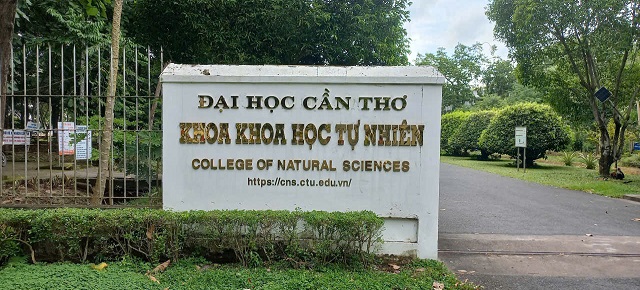 ĐẠI HỌC CẦN THƠ
KHOA KHOA HỌC TỰ NHIÊN
COLLEGE OF NATURAL SCIENCES
https://cns.ctu.edu.vn/